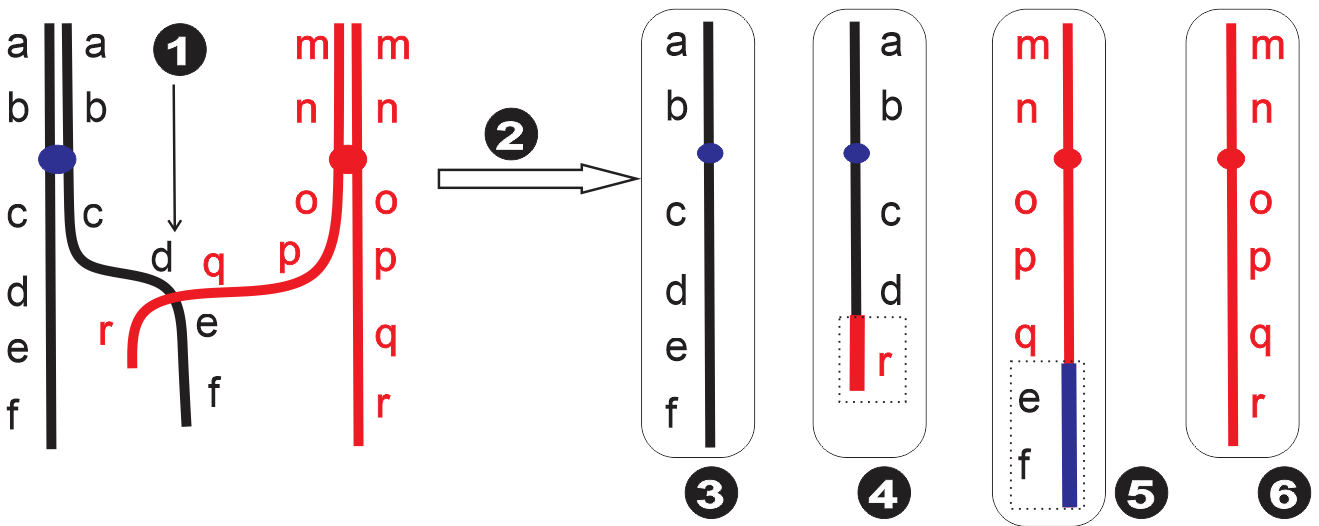 a a 1 m m 2 a a m m
b b n n b b n n
c c o o c c o o
d d q p p d d p p
e r e q e r q q
f f r f e r
f
3 4 5 6